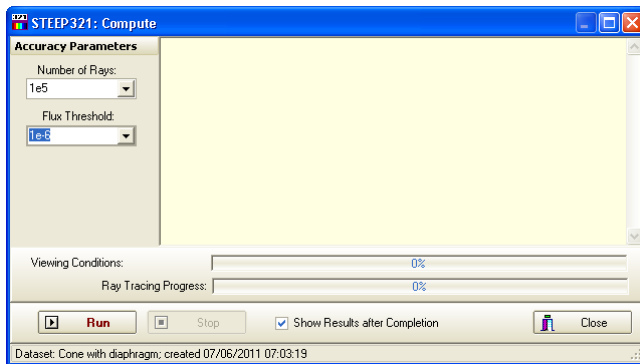 STEEP321: Compute
Accuracy Parameters
Number of Rays:
1e5
Flux Threshold:
1e-6
Viewing Conditions: 0%
Ray Tracing Progress: 0%
Run Stop Show Results after Completion Close
Dataset: Cone with diaphragm; created 07/06/2011 07:03:19